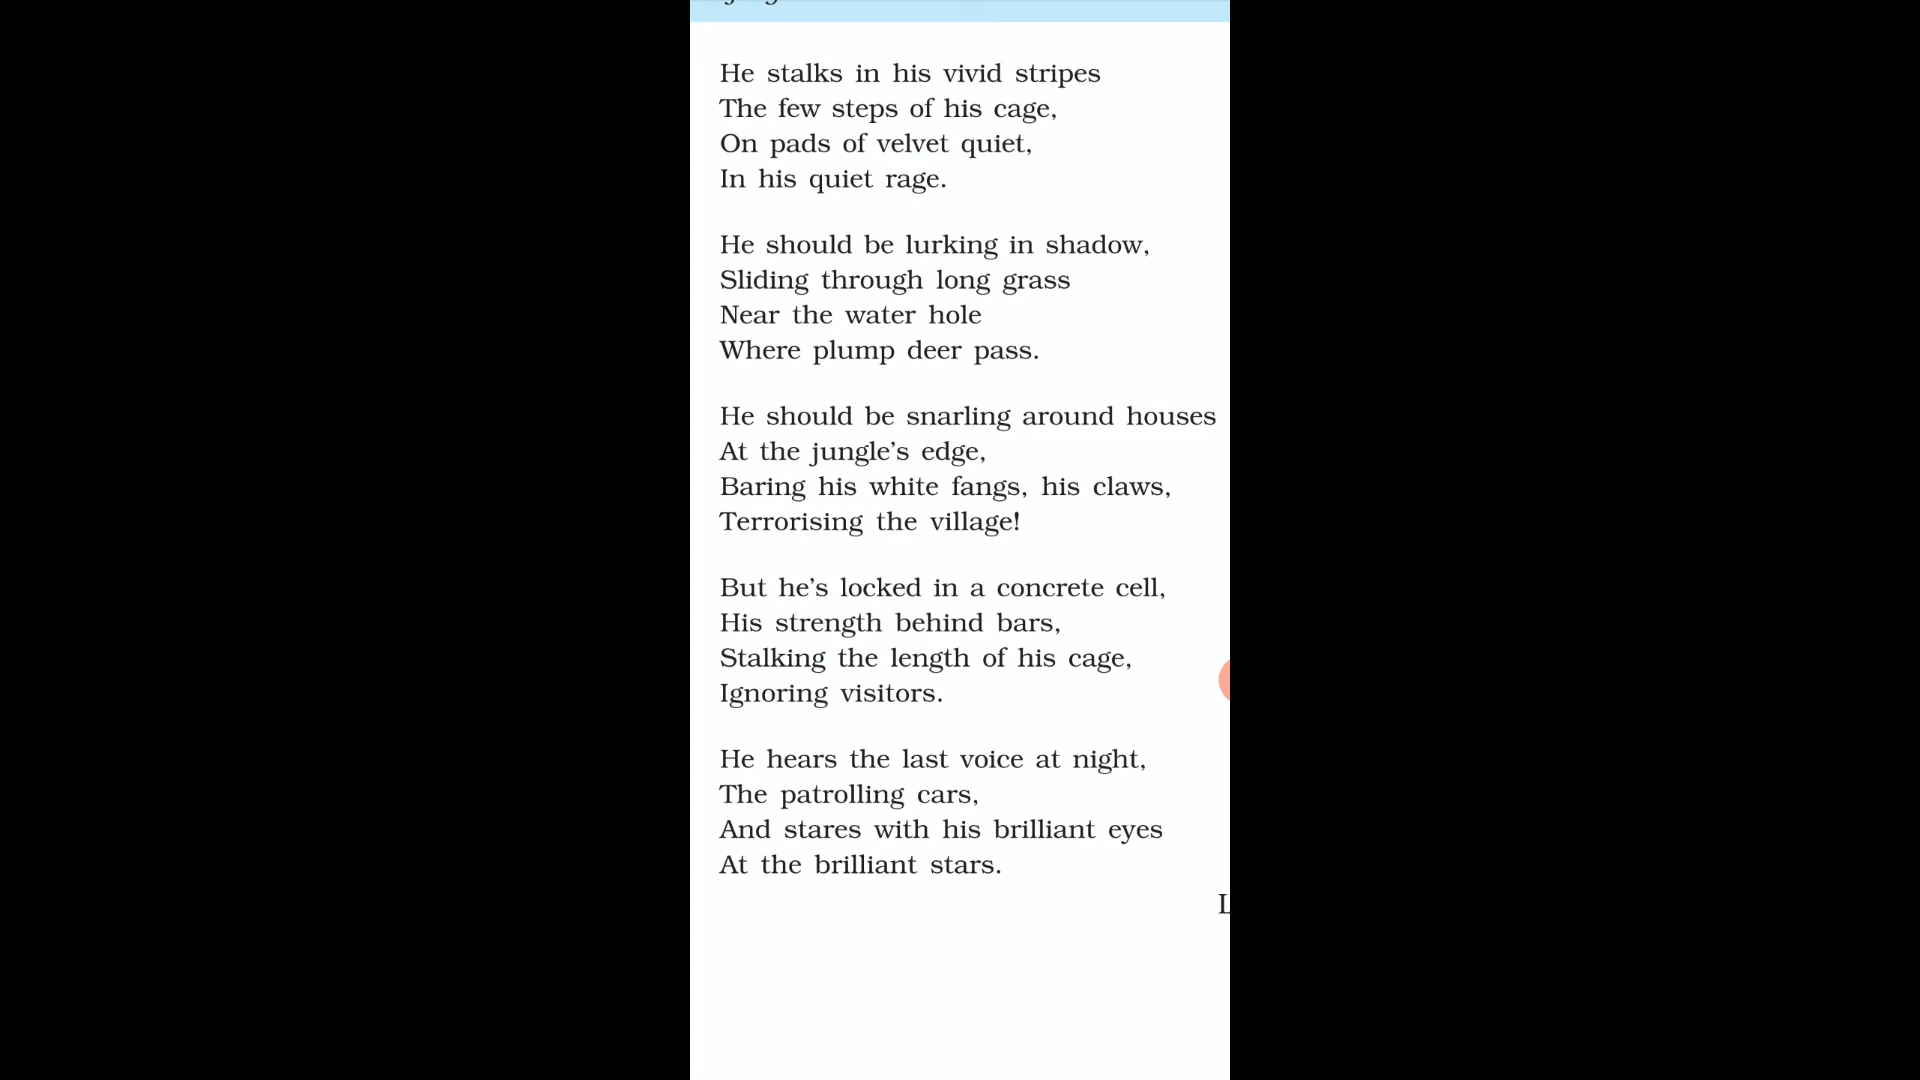 He stalks in his vivid stripes
The few steps of his cage,
On pads of velvet quiet,
In his quiet rage.
He should be lurking in shadow,
Sliding through long grass
Near the water hole
Where plump deer pass.
He should be snarling around houses
At the jungle’s edge,
Baring his white fangs, his claws,
Terrorising the village!
But he’s locked in a concrete cell,
His strength behind bars,
Stalking the length of his cage,
Ignoring visitors.
He hears the last voice at night,
The patrolling cars,
And stares with his brilliant eyes
At the brilliant stars.